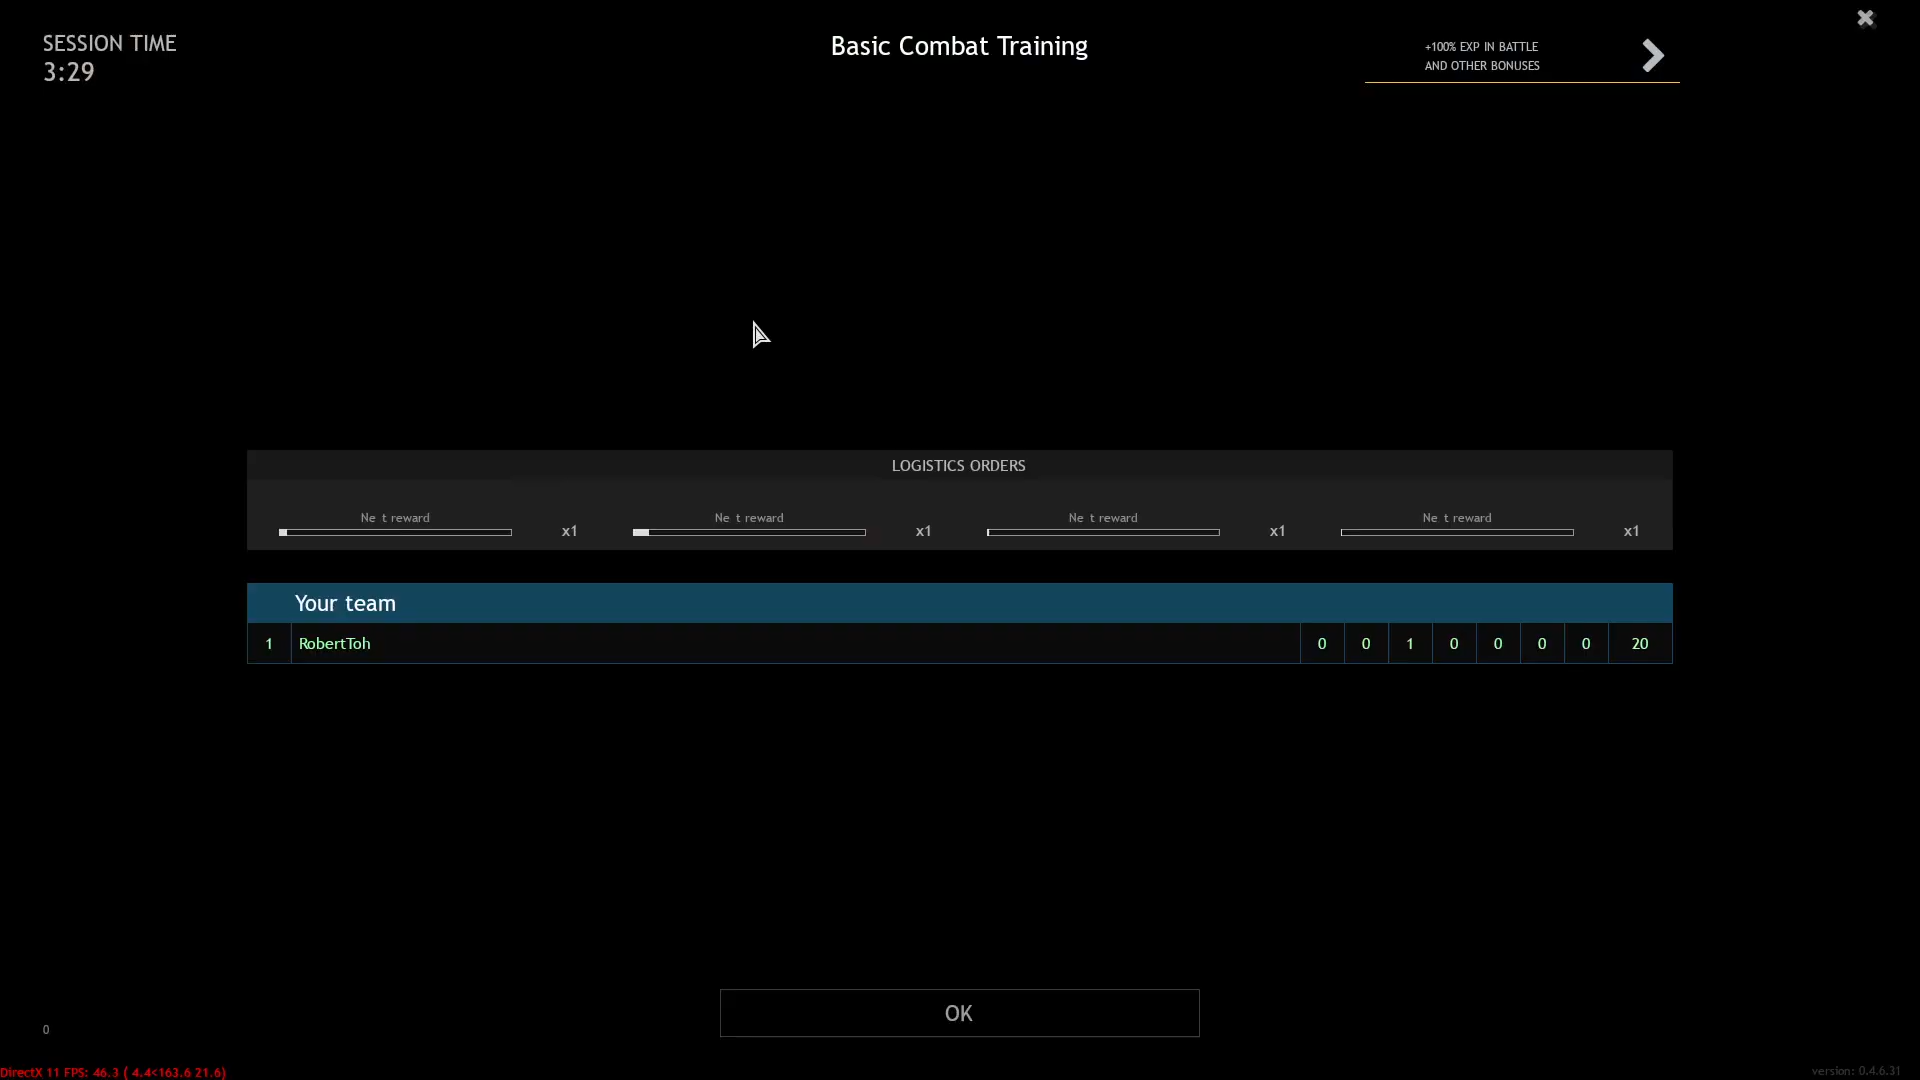 SESSION TIME
3:29
Basic Combat Training
+100% EXP IN BATTLE
AND OTHER BONUSES
LOGISTICS ORDERS
Ne t reward x1 Ne t reward x1 Ne t reward x1 Ne t reward x1
Your team
1 RobertToh 0 0 1 0 0 0 0 20
OK
0
DirectX 11 FPS: 46.3 ( 4.4<163.6 21.6)
version: 0.4.6.31